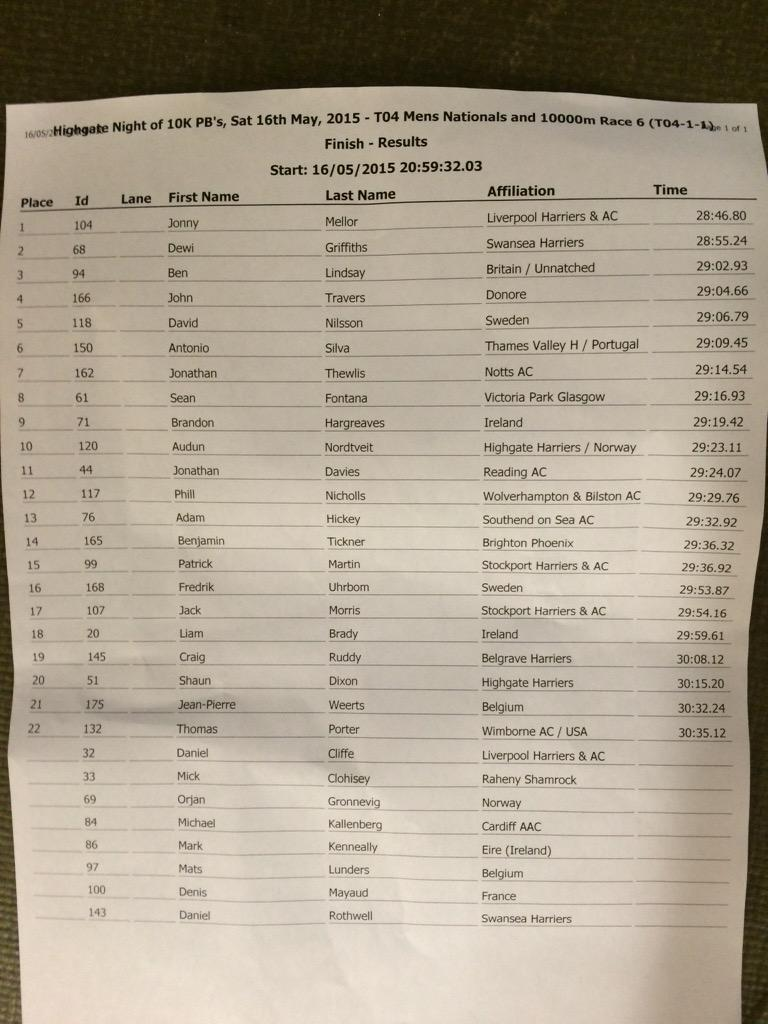 Highgate Night of 10K PB's, Sat 16th May, 2015 - T04 Mens Nationals and 10000m Race 6 (T04-1-1)
16/05/2 1 of 1
Finish - Results
Start: 16/05/2015 20:59:32.03
Place Id Lane First Name Last Name Affiliation Time
1 104 Jonny Mellor Liverpool Harriers & AC 28:46.80
2 68 Dewi Griffiths Swansea Harriers 28:55.24
3 94 Ben Lindsay Britain / Unnatched 29:02.93
4 166 John Travers Donore 29:04.66
5 118 David Nilsson Sweden 29:06.79
6 150 Antonio Silva Thames Valley H / Portugal 29:09.45
7 162 Jonathan Thewlis Notts AC 29:14.54
8 61 Sean Fontana Victoria Park Glasgow 29:16.93
9 71 Brandon Hargreaves Ireland 29:19.42
10 120 Audun Nordtveit Highgate Harriers / Norway 29:23.11
11 44 Jonathan Davies Reading AC 29:24.07
12 117 Phill Nicholls Wolverhampton & Bilston AC 29:29.76
13 76 Adam Hickey Southend on Sea AC 29:32.92
14 165 Benjamin Tickner Brighton Phoenix 29:36.32
15 99 Patrick Martin Stockport Harriers & AC 29:36.92
16 168 Fredrik Uhrbom Sweden 29:53.87
17 107 Jack Morris Stockport Harriers & AC 29:54.16
18 20 Liam Brady Ireland 29:59.61
19 145 Craig Ruddy Belgrave Harriers 30:08.12
20 51 Shaun Dixon Highgate Harriers 30:15.20
21 175 Jean-Pierre Weerts Belgium 30:32.24
22 132 Thomas Porter Wimborne AC / USA 30:35.12
32 Daniel Cliffe Liverpool Harriers & AC
33 Mick Clohisey Raheny Shamrock
69 Orjan Gronnevig Norway
84 Michael Kallenberg Cardiff AAC
86 Mark Kenneally Eire (Ireland)
97 Mats Lunders Belgium
100 Denis Mayaud France
143 Daniel Rothwell Swansea Harriers